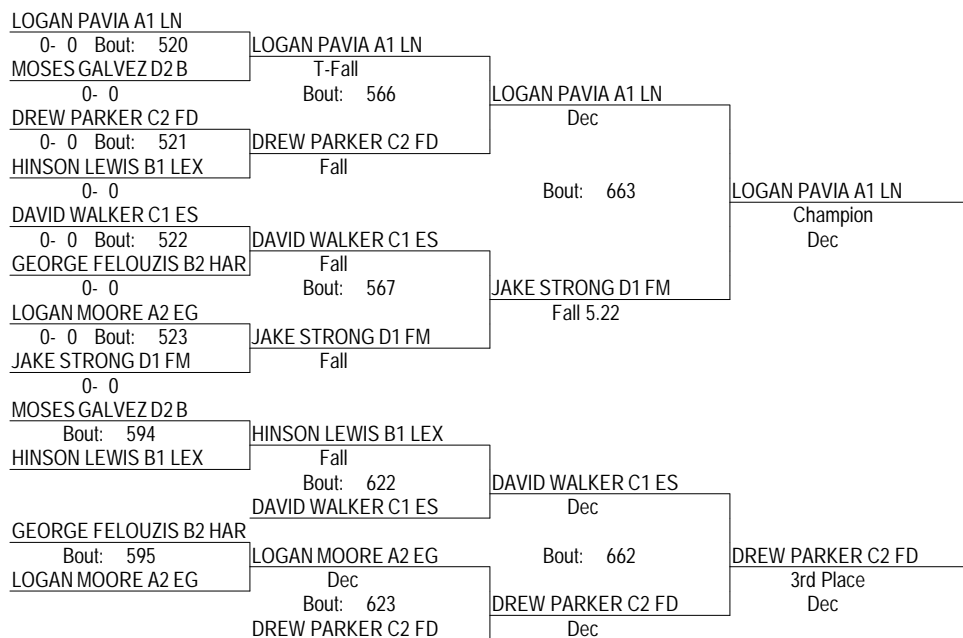 LOGAN PAVIA A1 LN
0- 0 Bout: 520
MOSES GALVEZ D2 B
0- 0
DREW PARKER C2 FD
0- 0 Bout: 521
HINSON LEWIS B1 LEX
0- 0
DAVID WALKER C1 ES
0- 0 Bout: 522
GEORGE FELOUZIS B2 HAR
0- 0
LOGAN MOORE A2 EG
0- 0 Bout: 523
JAKE STRONG D1 FM
0- 0
LOGAN PAVIA A1 LN
T-Fall
Bout: 566
DREW PARKER C2 FD
Fall
DAVID WALKER C1 ES
Fall
Bout: 567
JAKE STRONG D1 FM
Fall
LOGAN PAVIA A1 LN
Dec
Bout: 663
JAKE STRONG D1 FM
Fall 5.22
LOGAN PAVIA A1 LN
Champion
Dec
MOSES GALVEZ D2 B
Bout: 594
HINSON LEWIS B1 LEX
GEORGE FELOUZIS B2 HAR
Bout: 595
LOGAN MOORE A2 EG
HINSON LEWIS B1 LEX
Fall
Bout: 622
DAVID WALKER C1 ES
LOGAN MOORE A2 EG
Dec
Bout: 623
DREW PARKER C2 FD
DAVID WALKER C1 ES
Dec
Bout: 662
DREW PARKER C2 FD
Dec
DREW PARKER C2 FD
3rd Place
Dec